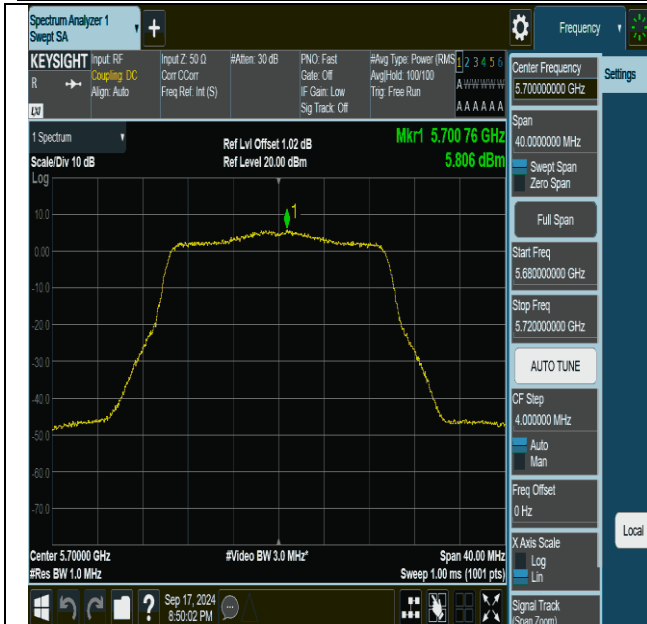 Spectrum Analyzer 1
Swept SA
Frequency
KEYSIGHT
R
Input: RF
Coupling: DC
Align: Auto
Input Z: 50 Ω
Corr CCorr
Freq Ref: Int (S)
#Atten: 30 dB
PNO: Fast
Gate: Off
IF Gain: Low
Sig Track: Off
#Avg Type: Power (RMS
Avg|Hold: 100/100
Trig: Free Run
1 2 3 4 5 6
A W W W W W
A A A A A A
LXI
1 Spectrum
Scale/Div 10 dB
Ref Lvl Offset 1.02 dB
Ref Level 20.00 dBm
Mkr1 5.700 76 GHz
5.806 dBm
Log
10.0
0.00
-10.0
-20.0
-30.0
-40.0
-50.0
-60.0
-70.0
1
Center 5.70000 GHz
#Res BW 1.0 MHz
#Video BW 3.0 MHz*
Span 40.00 MHz
Sweep 1.00 ms (1001 pts)
Sep 17, 2024
8:50:02 PM
Center Frequency
5.70000000 GHz
Settings
Span
40.0000000 MHz
Swept Span
Zero Span
Full Span
Start Freq
5.680000000 GHz
Stop Freq
5.720000000 GHz
AUTO TUNE
CF Step
4.000000 MHz
Auto
Man
Freq Offset
0 Hz
X Axis Scale
Log
Lin
Local
Signal Track
(Span Zoom)